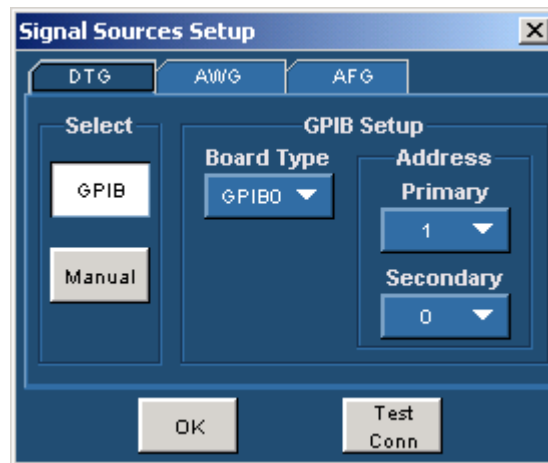 Signal Sources Setup
DTG
AWG
AFG
Select
GPIB
Manual
GPIB Setup
Board Type
GPIB0
Address
Primary
1
Secondary
0
OK
Test
Conn